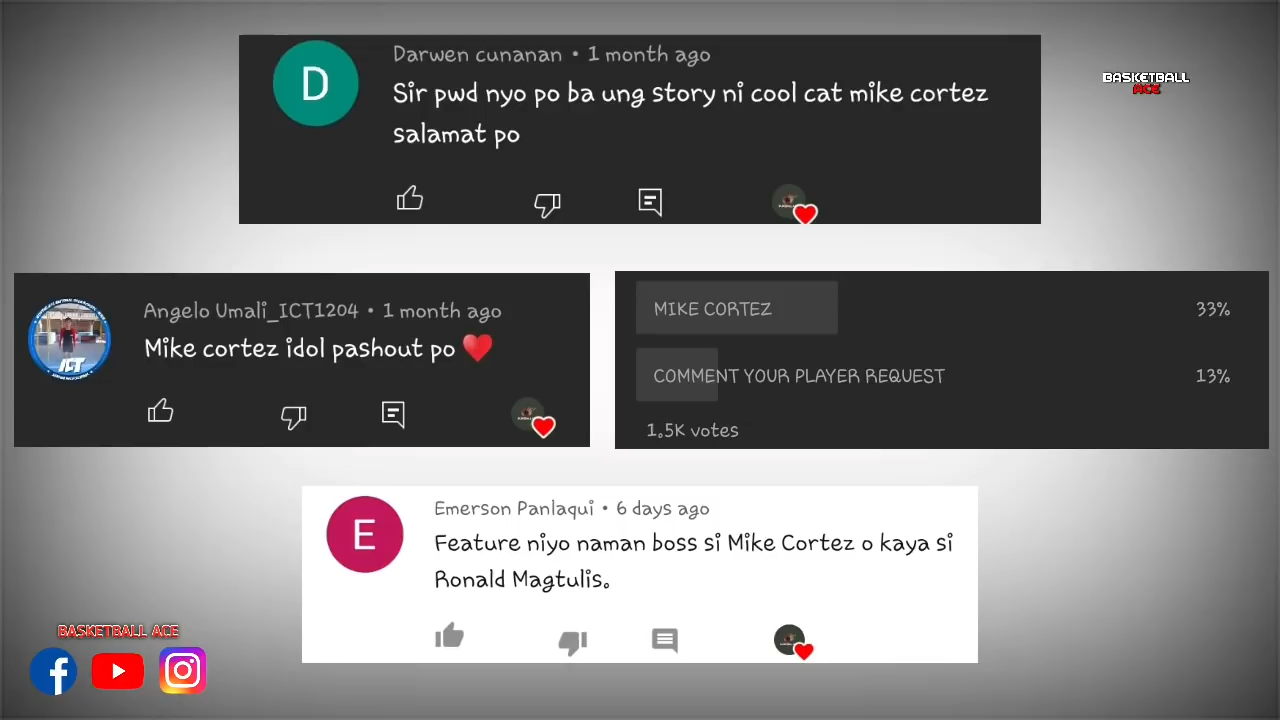 Darwen cunanan • 1 month ago
Sir pwd nyo po ba ung story ni cool cat mike cortez
salamat po
D
BASKETBALL
ACE
Angelo Umali_ICT1204 • 1 month ago
Mike cortez idol pashout po ❤️
ICT
MIKE CORTEZ 33%
COMMENT YOUR PLAYER REQUEST 13%
1.5K votes
Emerson Panlaqui • 6 days ago
E
Feature niyo naman boss si Mike Cortez o kaya si
Ronald Magtulis.
BASKETBALL ACE